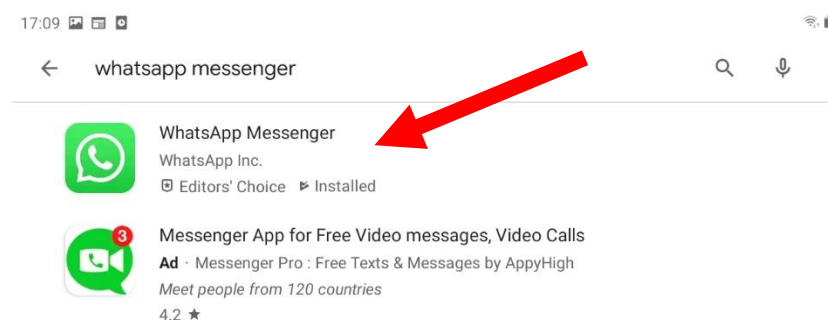 17:09
whatsapp messenger
WhatsApp Messenger
WhatsApp Inc.
Editors' Choice Installed
3
Messenger App for Free Video messages, Video Calls
Ad · Messenger Pro : Free Texts & Messages by AppyHigh
Meet people from 120 countries
4.2 ★